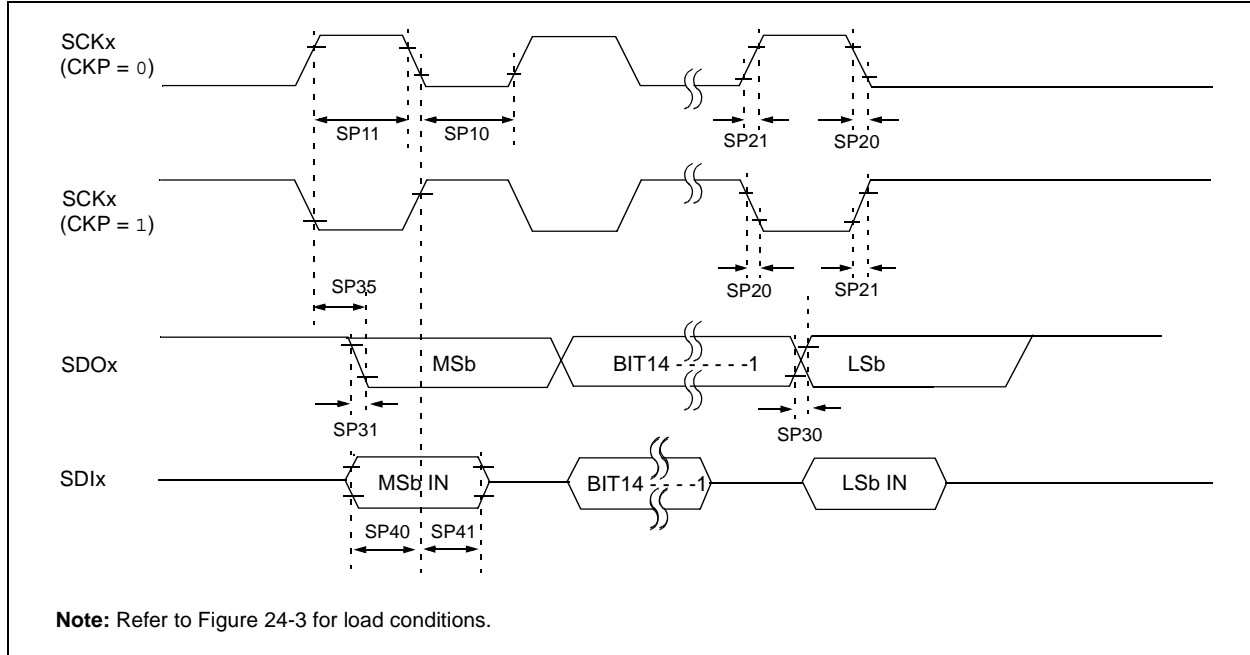 SCKx
(CKP = 0)
SP11
SP10
SP21
SP20
SCKx
(CKP = 1)
SP35
SP20
SP21
SDOx
MSb
BIT14 - - - - - -1
LSb
SP31
SP30
SDIx
MSb IN
BIT14 - - - - -1
LSb IN
SP40
SP41
Note: Refer to Figure 24-3 for load conditions.